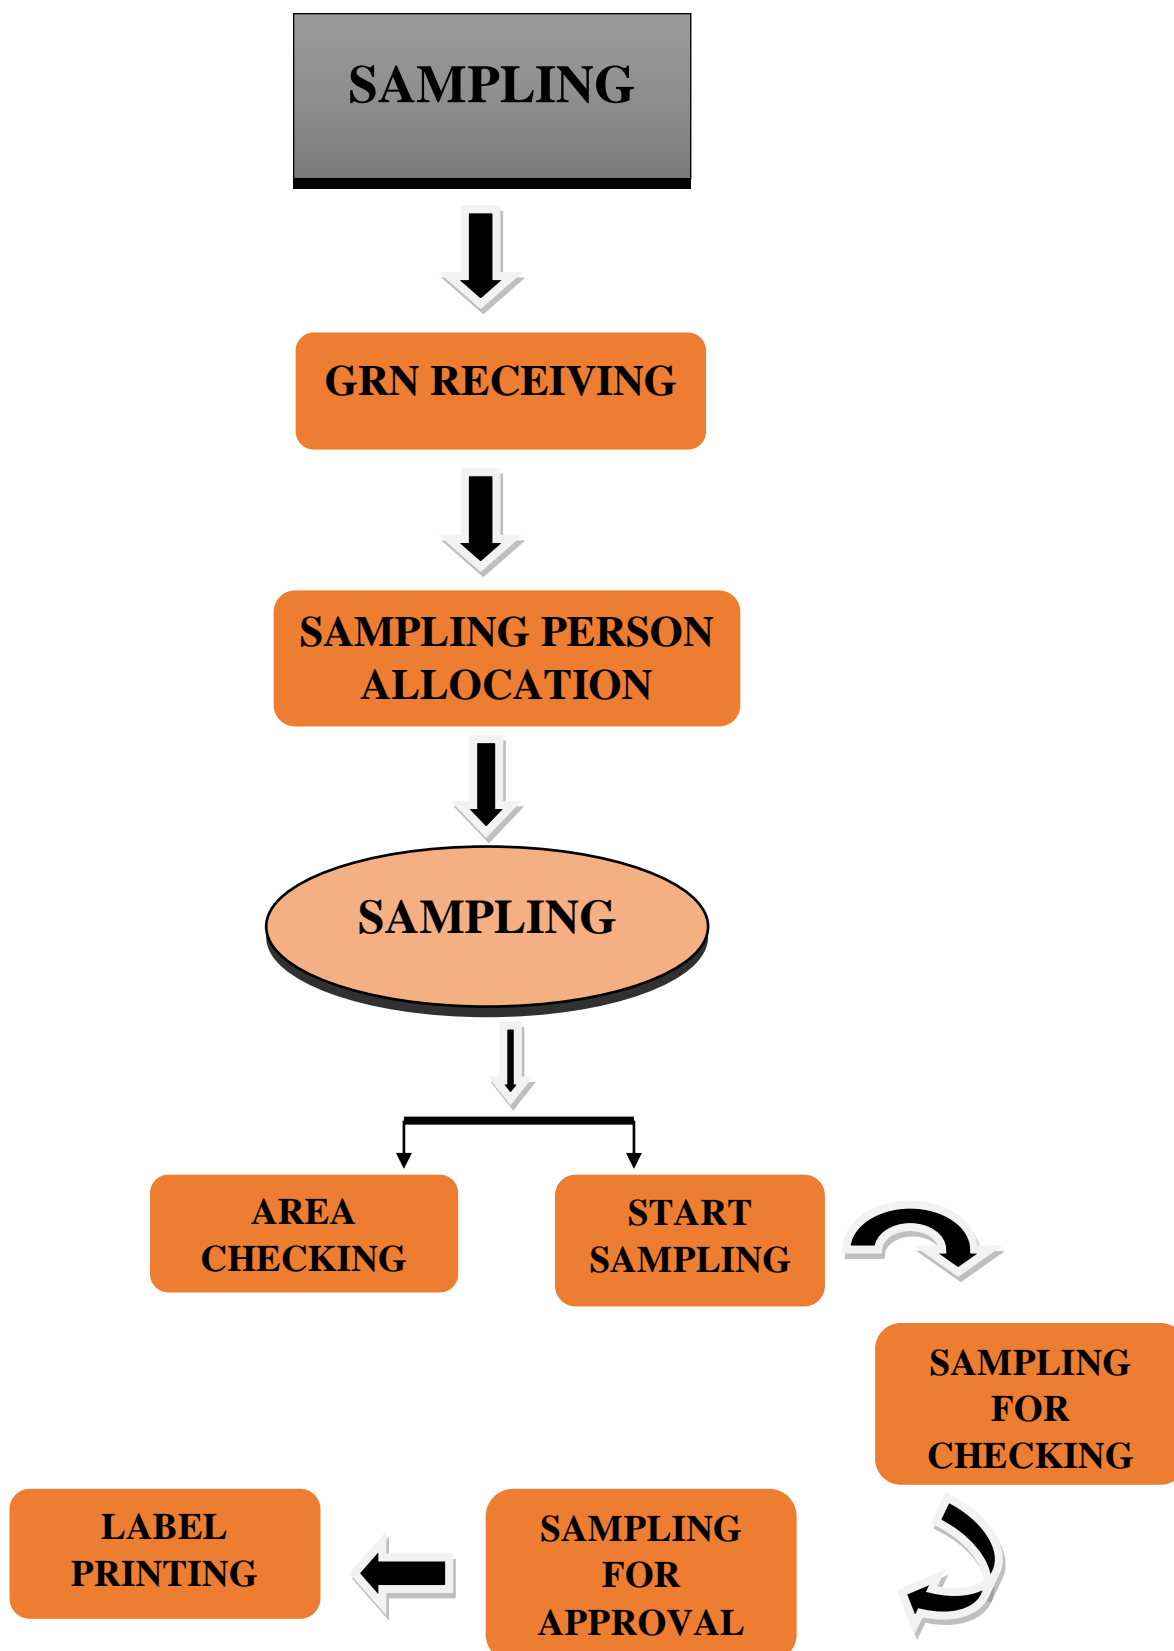 SAMPLING
GRN RECEIVING
SAMPLING PERSON
ALLOCATION
SAMPLING
AREA
CHECKING
START
SAMPLING
SAMPLING
FOR
CHECKING
SAMPLING
FOR
APPROVAL
LABEL
PRINTING